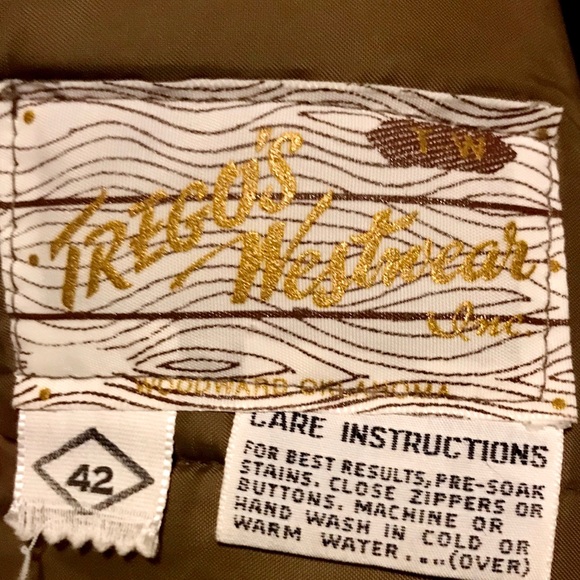 T W
TREGO'S
Westwear
Inc
WOODWARD OKLAHOMA
42
CARE INSTRUCTIONS
FOR BEST RESULTS, PRE-SOAK
STAINS. CLOSE ZIPPERS OR
BUTTONS. MACHINE OR
HAND WASH IN COLD OR
WARM WATER....(OVER)